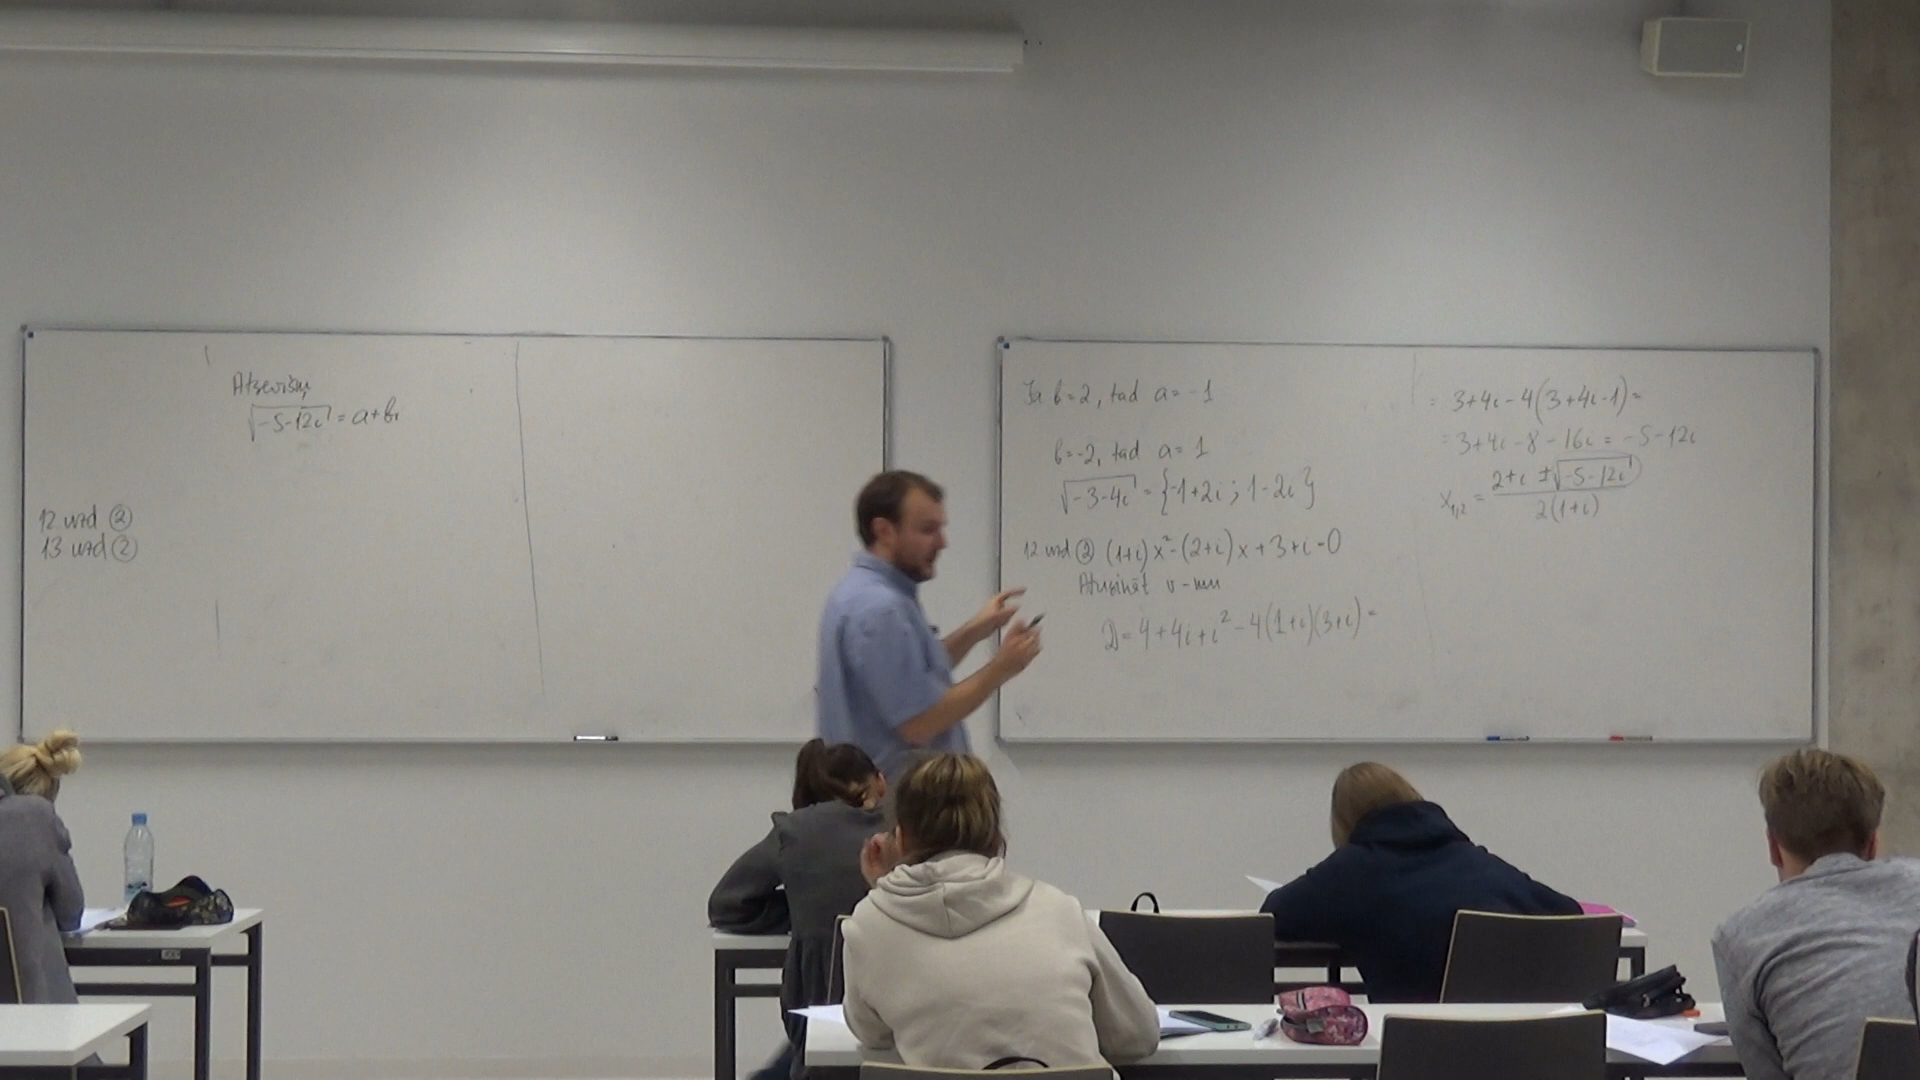 Atsevišķi
√-5-12i = a+bi
12 uzd ②
13 uzd ②
Ja b=2, tad a=-1
b=-2, tad a=1
√-3-4i = {-1+2i ; 1-2i}
12 uzd ② (1+i)x²-(2+i)x+3+i=0
Atrisināt v-mu
D=4+4i+i²-4(1+i)(3+i)=
= 3+4i-4(3+4i-1)=
=3+4i-8-16i=-5-12i
x₁,₂ = (2+i ±√-5-12i)/2(1+i)